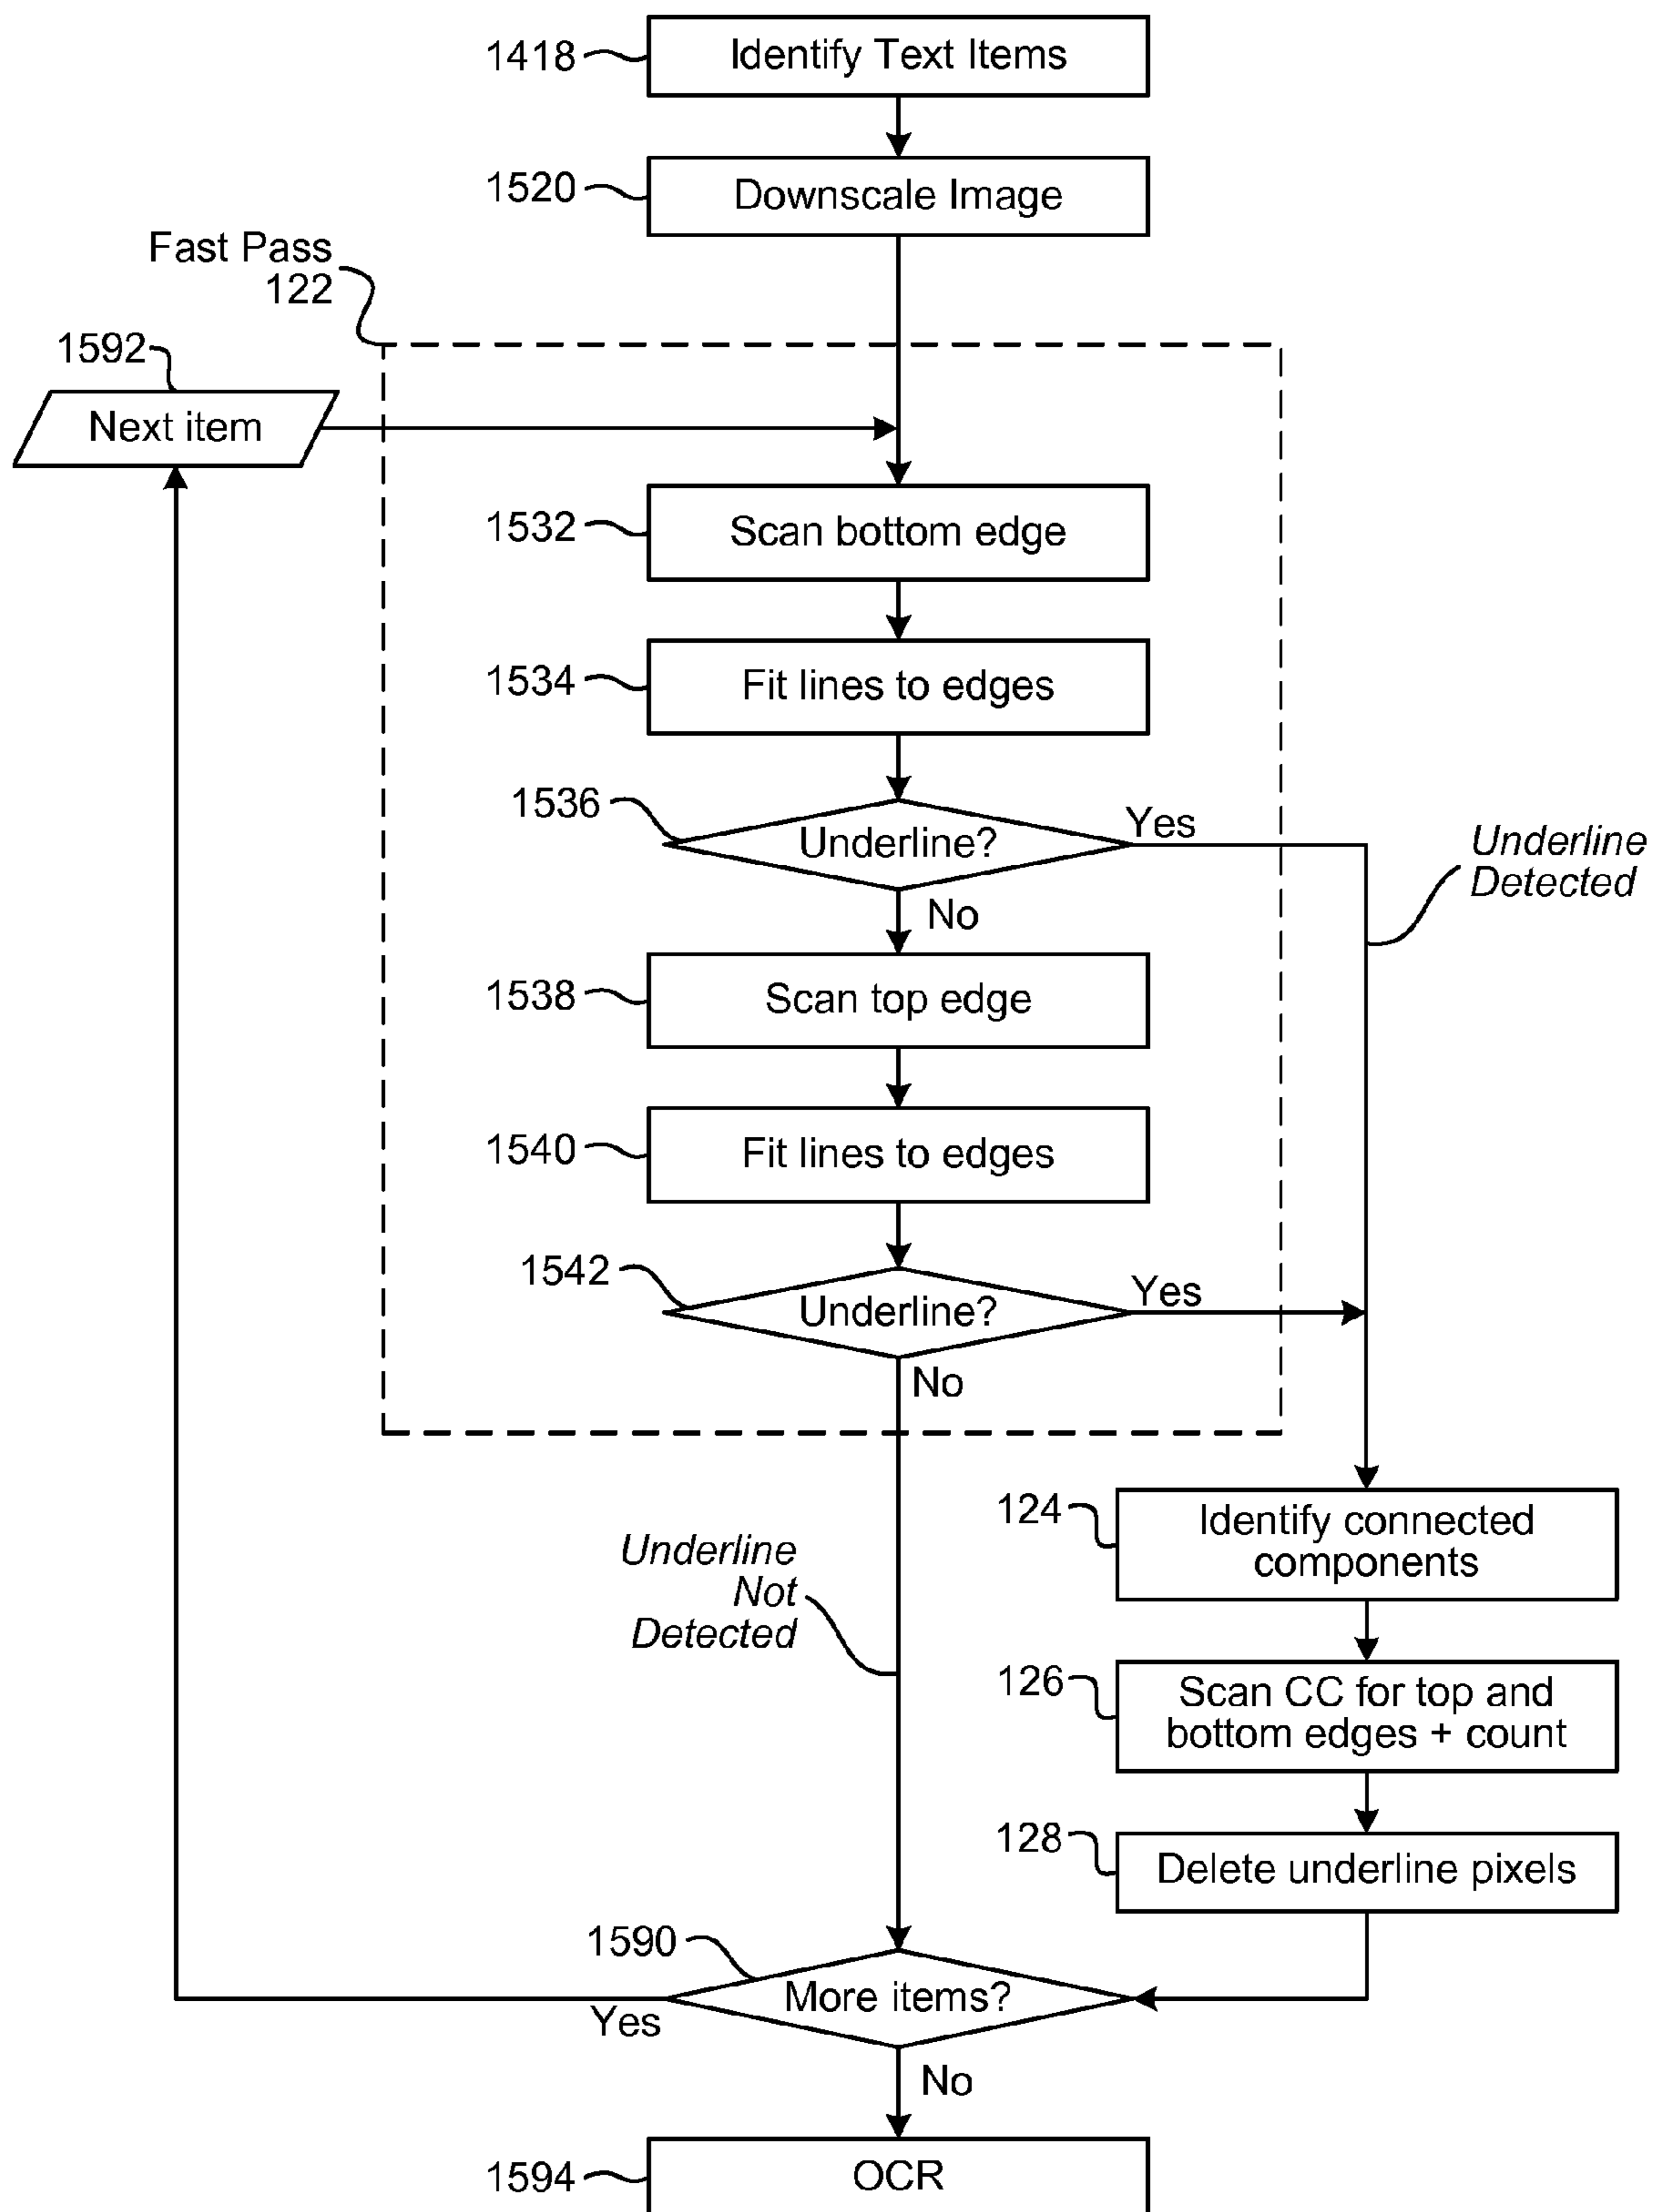 1418
Identify Text Items
1520
Downscale Image
Fast Pass
122
1592
Next item
1532
Scan bottom edge
1534
Fit lines to edges
1536
Underline?
Yes
Underline
Detected
No
1538
Scan top edge
1540
Fit lines to edges
1542
Underline?
Yes
No
124
Identify connected
components
Underline
Not
Detected
126
Scan CC for top and
bottom edges + count
128
Delete underline pixels
1590
More items?
Yes
No
1594
OCR